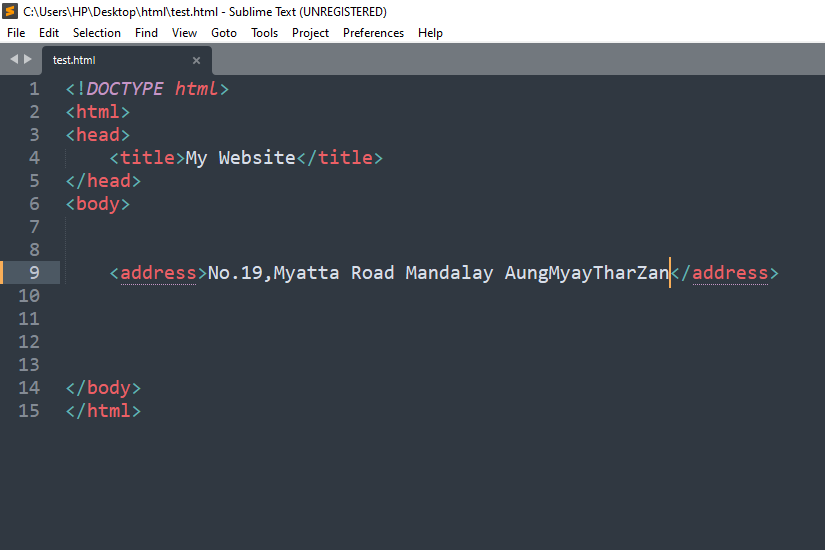 C:\Users\HP\Desktop\html\test.html - Sublime Text (UNREGISTERED)
File Edit Selection Find View Goto Tools Project Preferences Help
test.html
1 <!DOCTYPE html>
2 <html>
3 <head>
4 <title>My Website</title>
5 </head>
6 <body>
7
8
9 <address>No.19,Myatta Road Mandalay AungMyayTharZan</address>
10
11
12
13
14 </body>
15 </html>